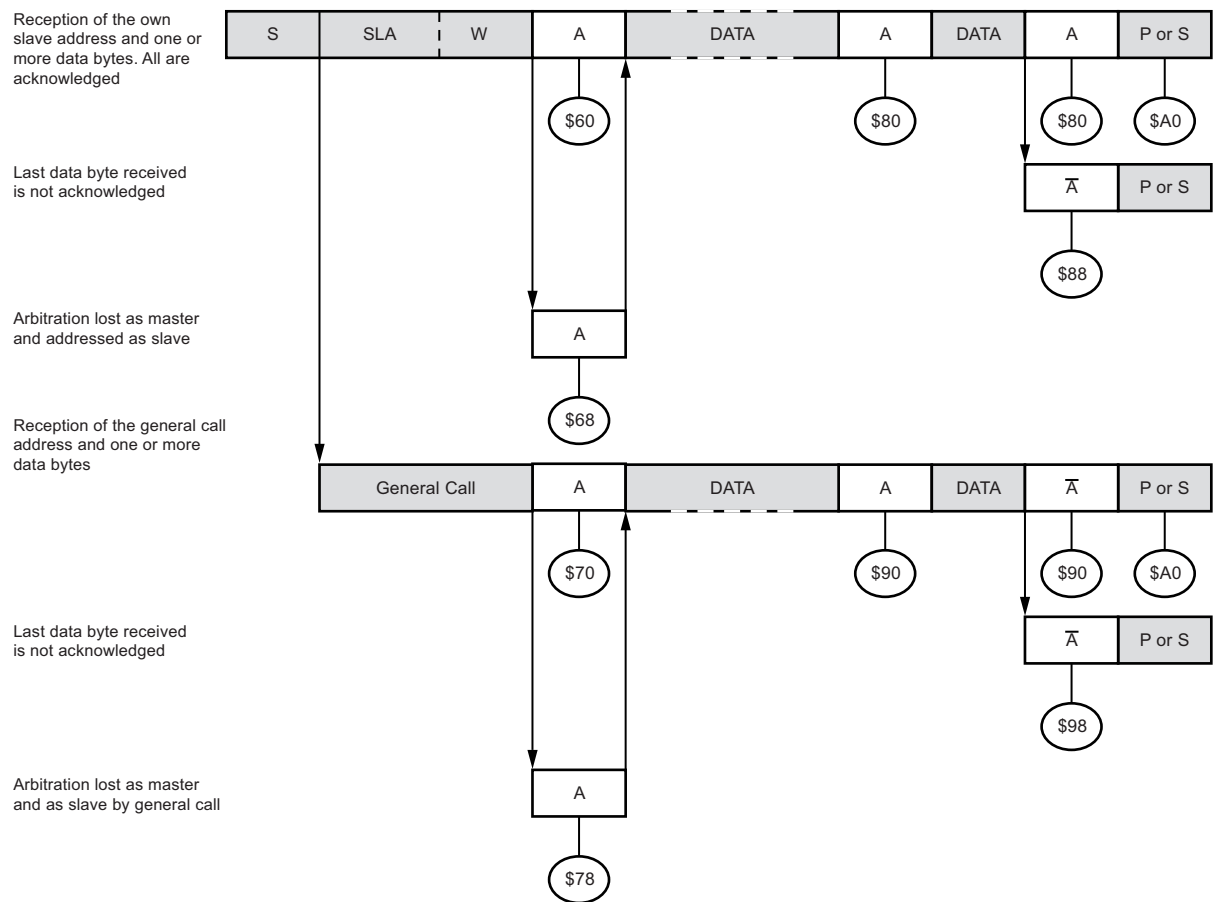 Reception of the own
slave address and one or
more data bytes. All are
acknowledged
S SLA W A DATA A DATA A P or S
$60 $80 $80 $A0
Last data byte received
is not acknowledged
A̅ P or S
$88
Arbitration lost as master
and addressed as slave
A
$68
Reception of the general call
address and one or more
data bytes
General Call A DATA A DATA A̅ P or S
$70 $90 $90 $A0
Last data byte received
is not acknowledged
A̅ P or S
$98
Arbitration lost as master
and as slave by general call
A
$78